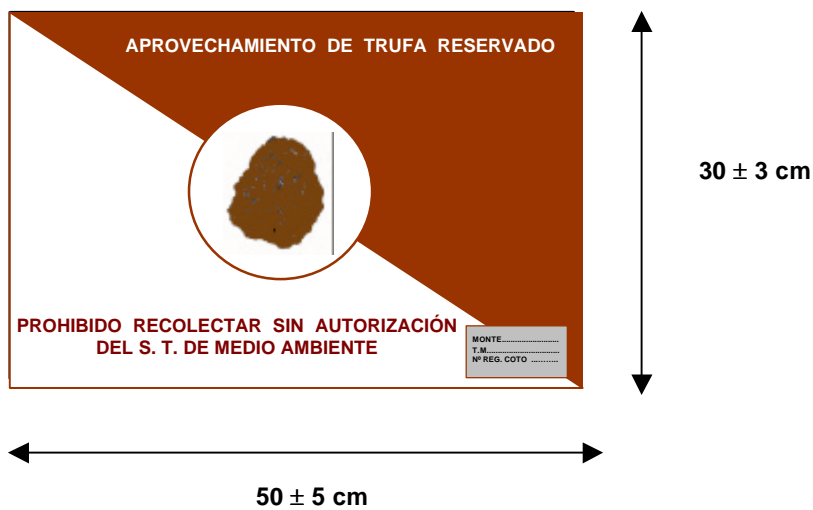 APROVECHAMIENTO DE TRUFA RESERVADO
30 ± 3 cm
PROHIBIDO RECOLECTAR SIN AUTORIZACIÓN
DEL S. T. DE MEDIO AMBIENTE
MONTE........................
T.M................................
Nº REG. COTO ...........
50 ± 5 cm